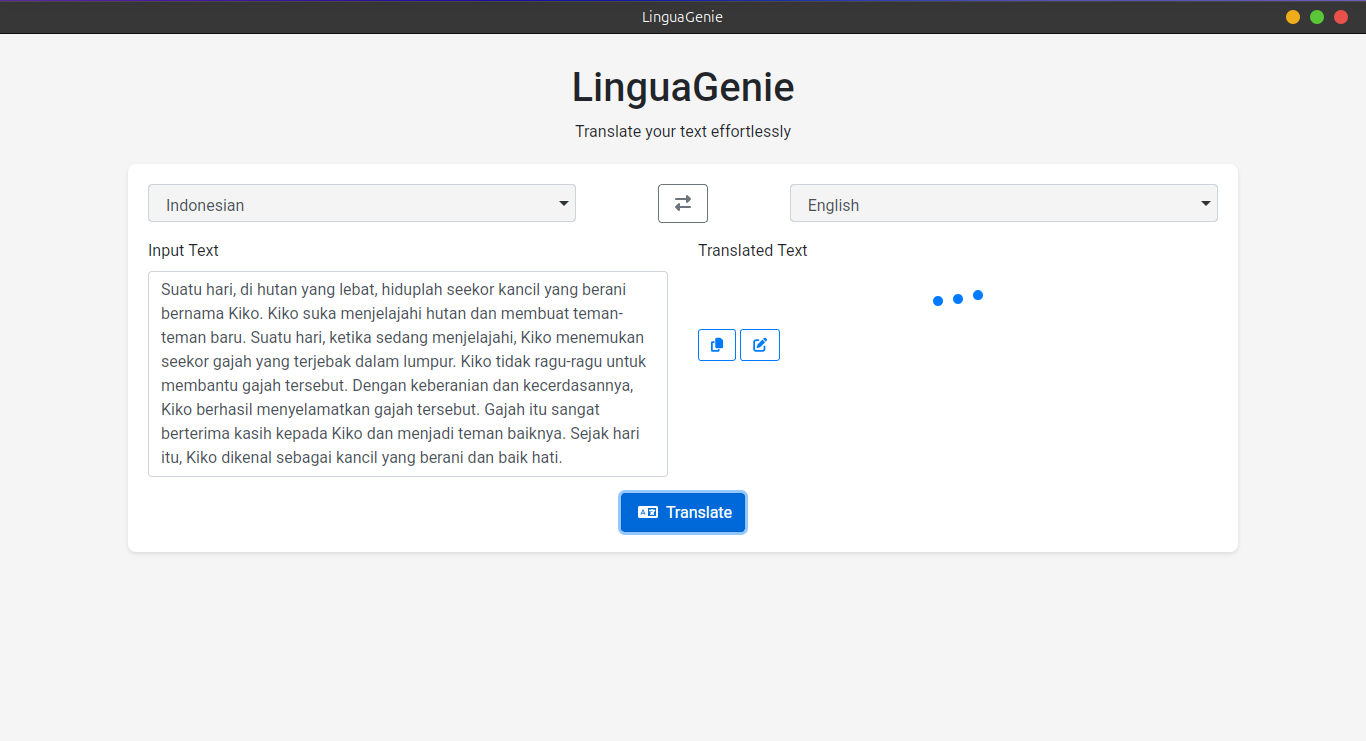 LinguaGenie
LinguaGenie
Translate your text effortlessly
Indonesian
English
Input Text
Translated Text
Suatu hari, di hutan yang lebat, hiduplah seekor kancil yang berani
bernama Kiko. Kiko suka menjelajahi hutan dan membuat teman-
teman baru. Suatu hari, ketika sedang menjelajahi, Kiko menemukan
seekor gajah yang terjebak dalam lumpur. Kiko tidak ragu-ragu untuk
membantu gajah tersebut. Dengan keberanian dan kecerdasannya,
Kiko berhasil menyelamatkan gajah tersebut. Gajah itu sangat
berterima kasih kepada Kiko dan menjadi teman baiknya. Sejak hari
itu, Kiko dikenal sebagai kancil yang berani dan baik hati.
Translate